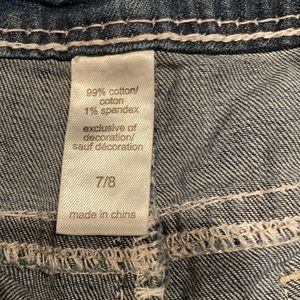 99% cotton/
coton
1% spandex
exclusive of
decoration/
sauf décoration
7/8
made in china